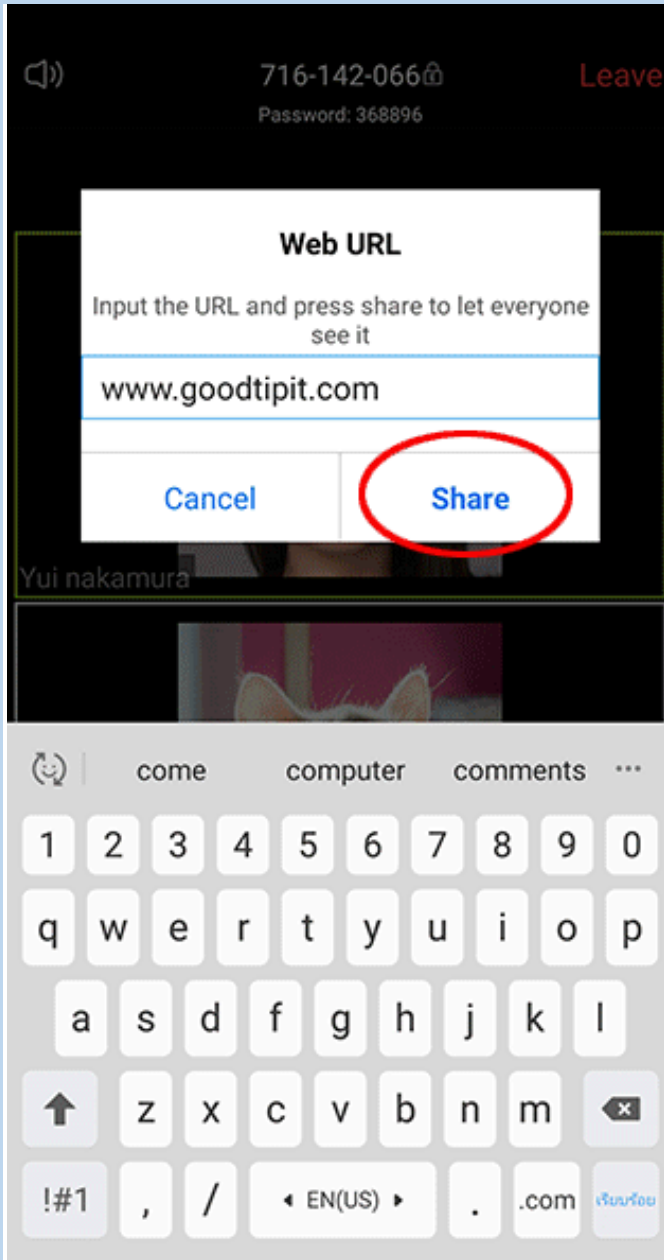 716-142-066
Leave
Password: 368896
Web URL
Input the URL and press share to let everyone
see it
www.goodtipit.com
Cancel
Share
Yui nakamura
come
computer
comments
1 2 3 4 5 6 7 8 9 0
q w e r t y u i o p
a s d f g h j k l
z x c v b n m
!#1 , / EN(US) . .com เรียบร้อย